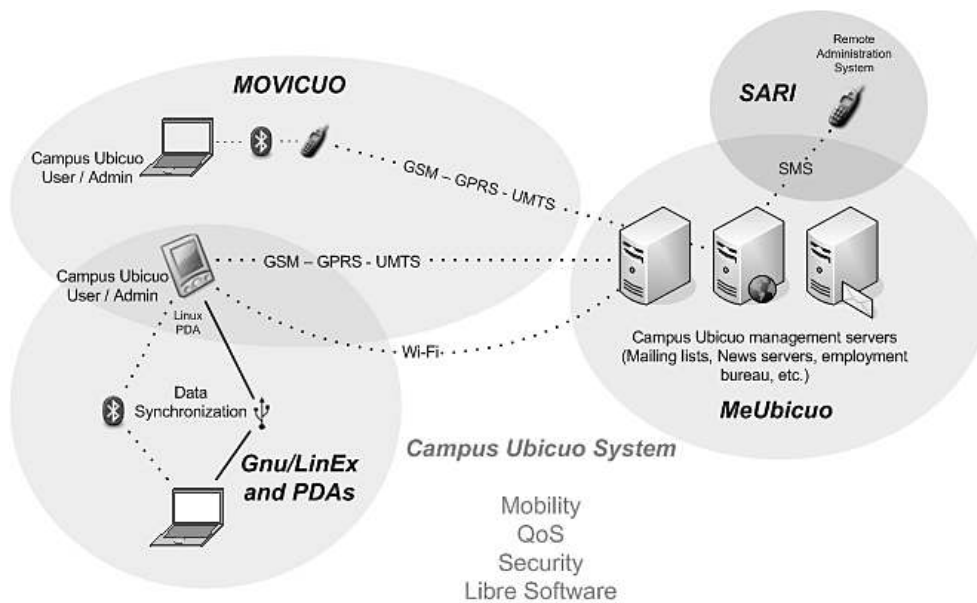 Remote
Administration
System
SARI
MOVICUO
Campus Ubicuo
User / Admin
GSM – GPRS - UMTS
SMS
Campus Ubicuo
User / Admin
GSM – GPRS - UMTS
Linux
PDA
Wi-Fi
Campus Ubicuo management servers
(Mailing lists, News servers, employment
bureau, etc.)
MeUbicuo
Data
Synchronization
Gnu/LinEx
and PDAs
Campus Ubicuo System
Mobility
QoS
Security
Libre Software